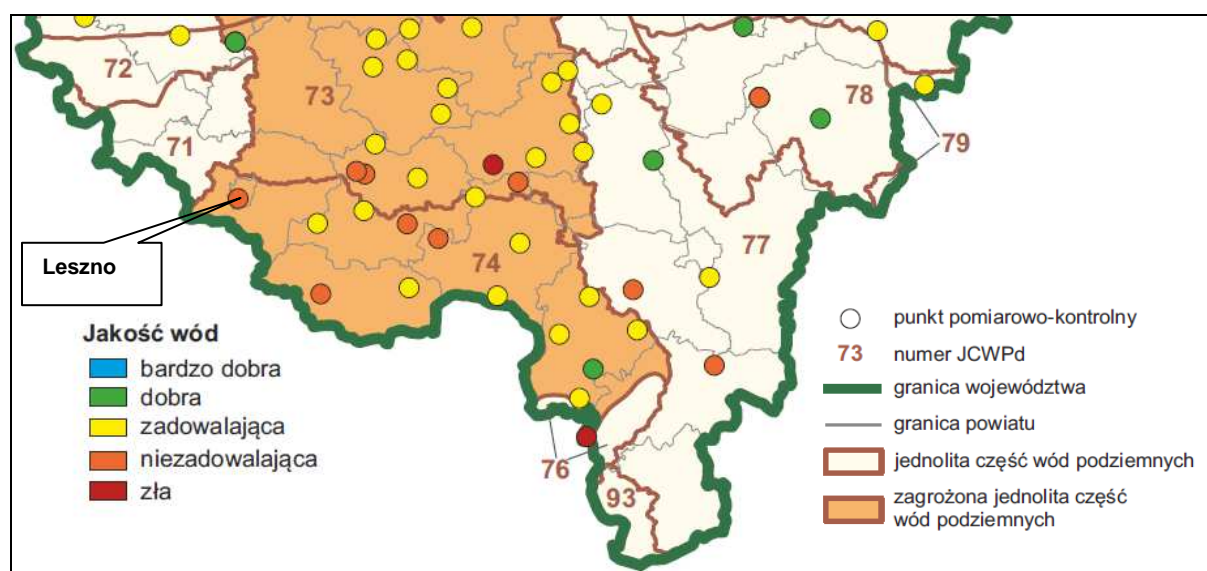 72
73
78
71
79
Leszno
74
77
Jakość wód
bardzo dobra
dobra
zadowalająca
niezadowalająca
zła
76
93
punkt pomiarowo-kontrolny
73 numer JCWPd
granica województwa
granica powiatu
jednolita część wód podziemnych
zagrożona jednolita część
wód podziemnych